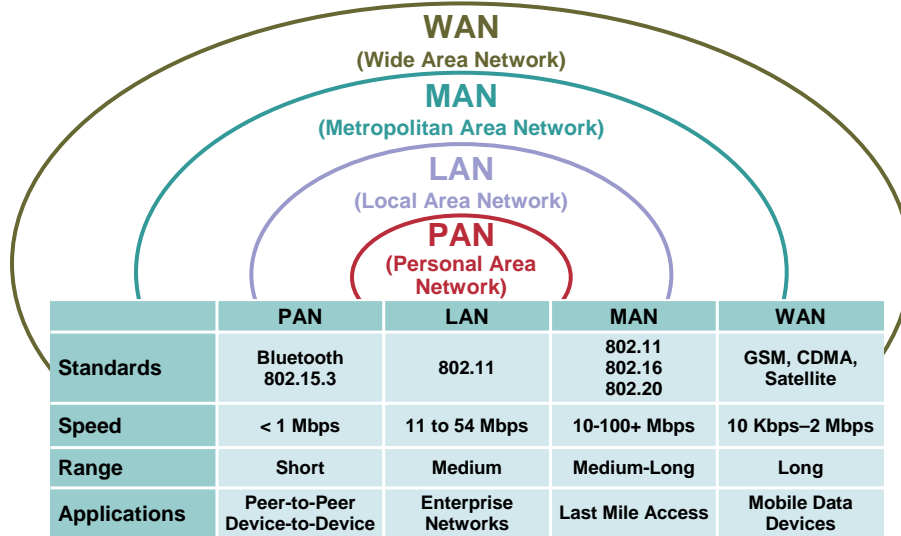 WAN
(Wide Area Network)
MAN
(Metropolitan Area Network)
LAN
(Local Area Network)
PAN
(Personal Area
Network)
PAN LAN MAN WAN
Standards
Bluetooth
802.15.3
802.11
802.11
802.16
802.20
GSM, CDMA,
Satellite
Speed
< 1 Mbps
11 to 54 Mbps
10-100+ Mbps
10 Kbps–2 Mbps
Range
Short
Medium
Medium-Long
Long
Applications
Peer-to-Peer
Device-to-Device
Enterprise
Networks
Last Mile Access
Mobile Data
Devices